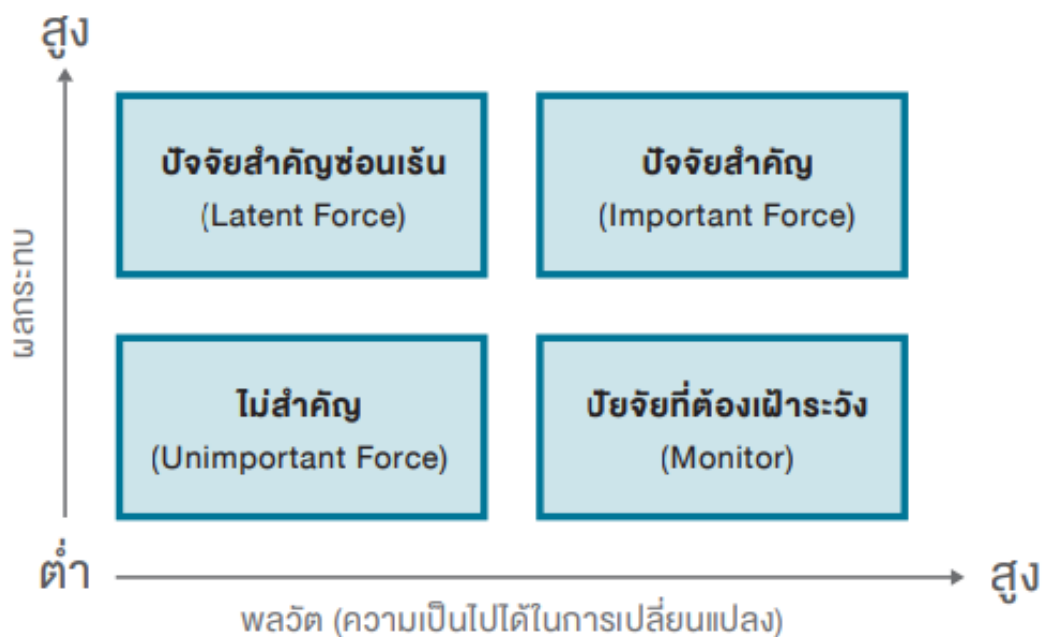 สูง
ปัจจัยสำคัญซ่อนเร้น
(Latent Force)
ปัจจัยสำคัญ
(Important Force)
ผลกระทบ
ไม่สำคัญ
(Unimportant Force)
ปัยจัยที่ต้องเฝ้าระวัง
(Monitor)
ต่ำ
สูง
พลวัต (ความเป็นไปได้ในการเปลี่ยนแปลง)